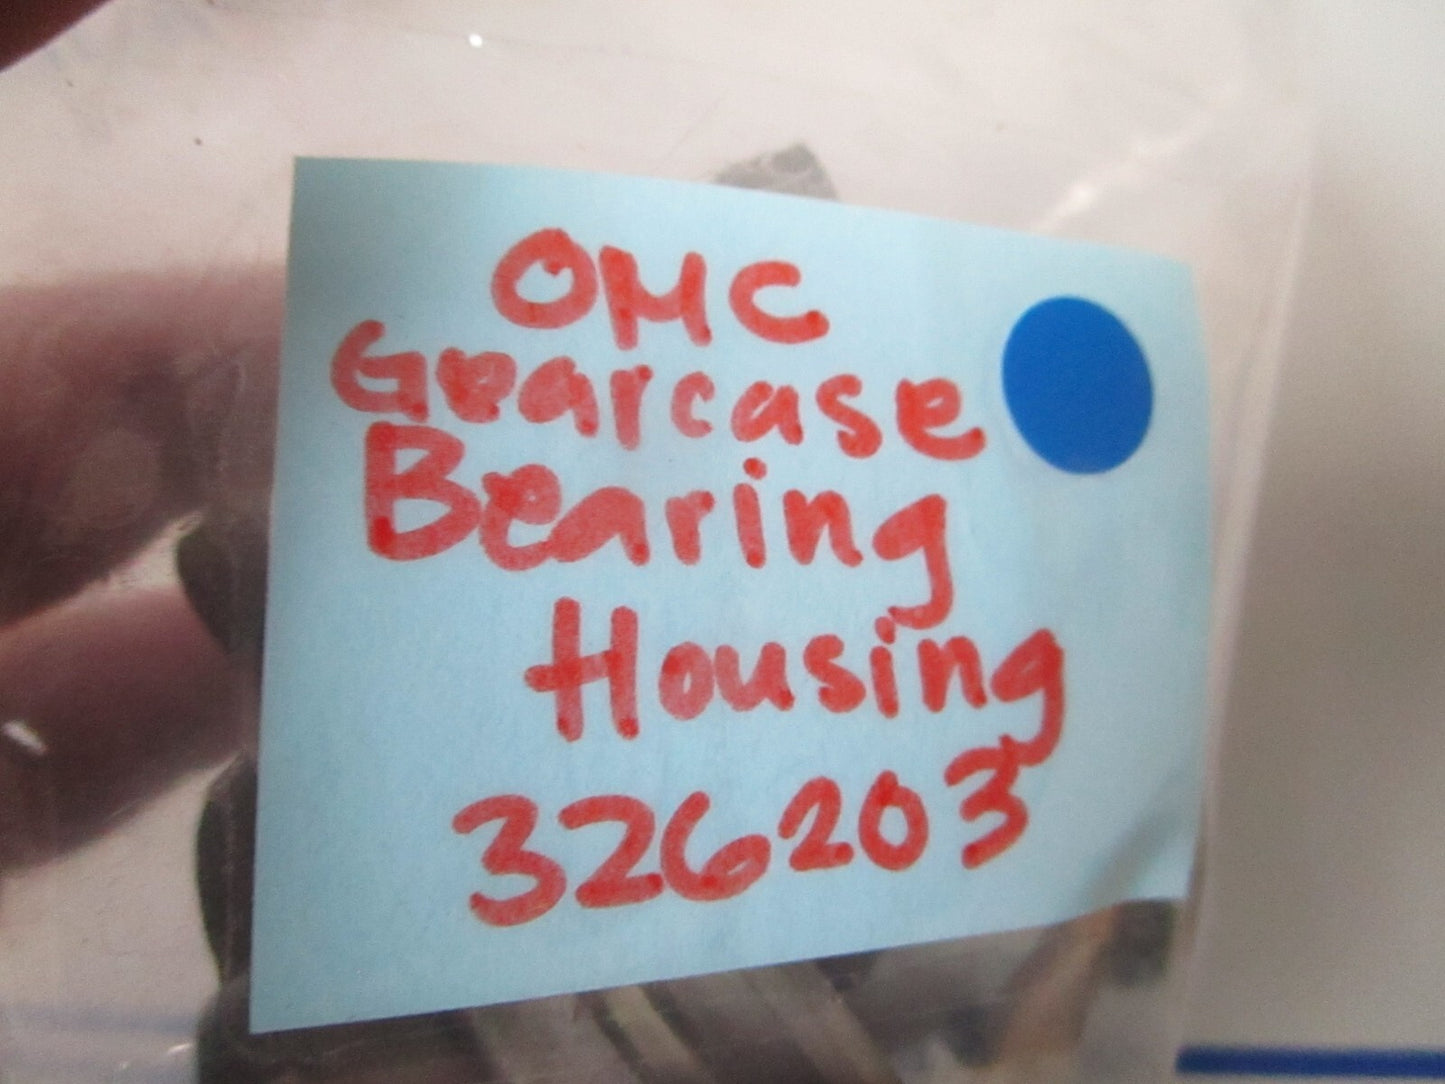 OMC
Gearcase
Bearing
Housing
326203